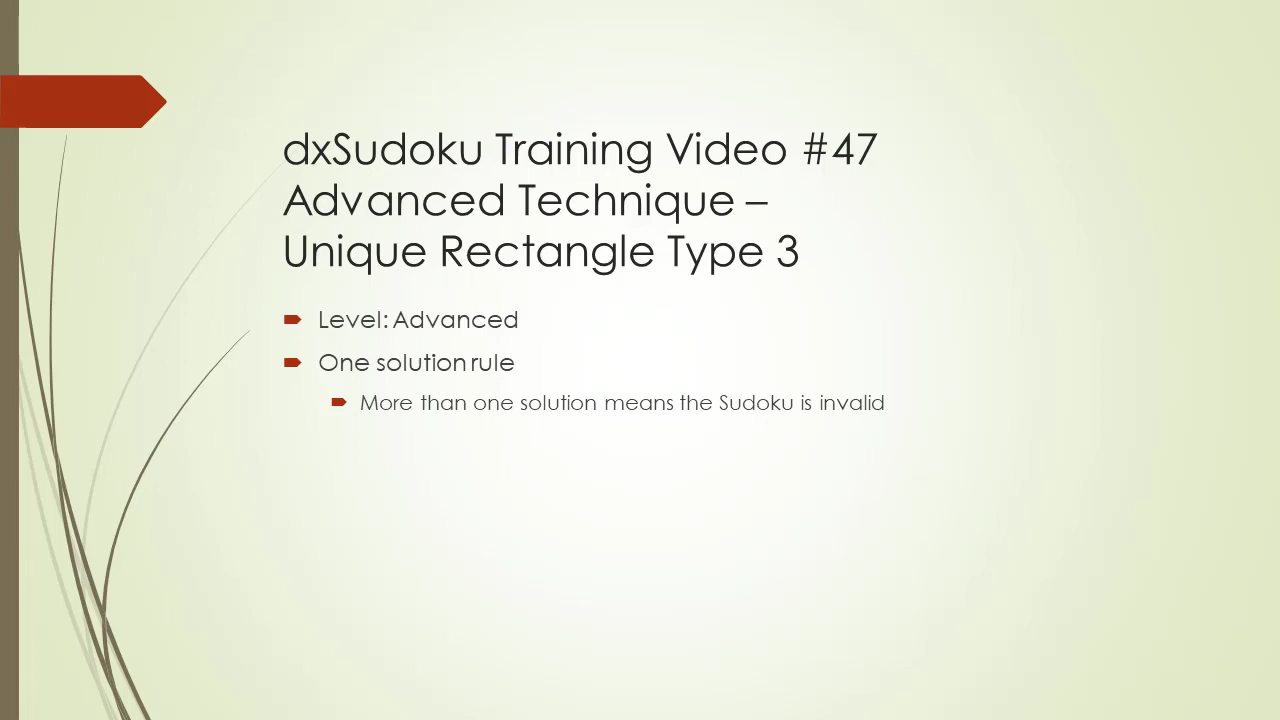 dxSudoku Training Video #47
Advanced Technique –
Unique Rectangle Type 3
Level: Advanced
One solution rule
More than one solution means the Sudoku is invalid